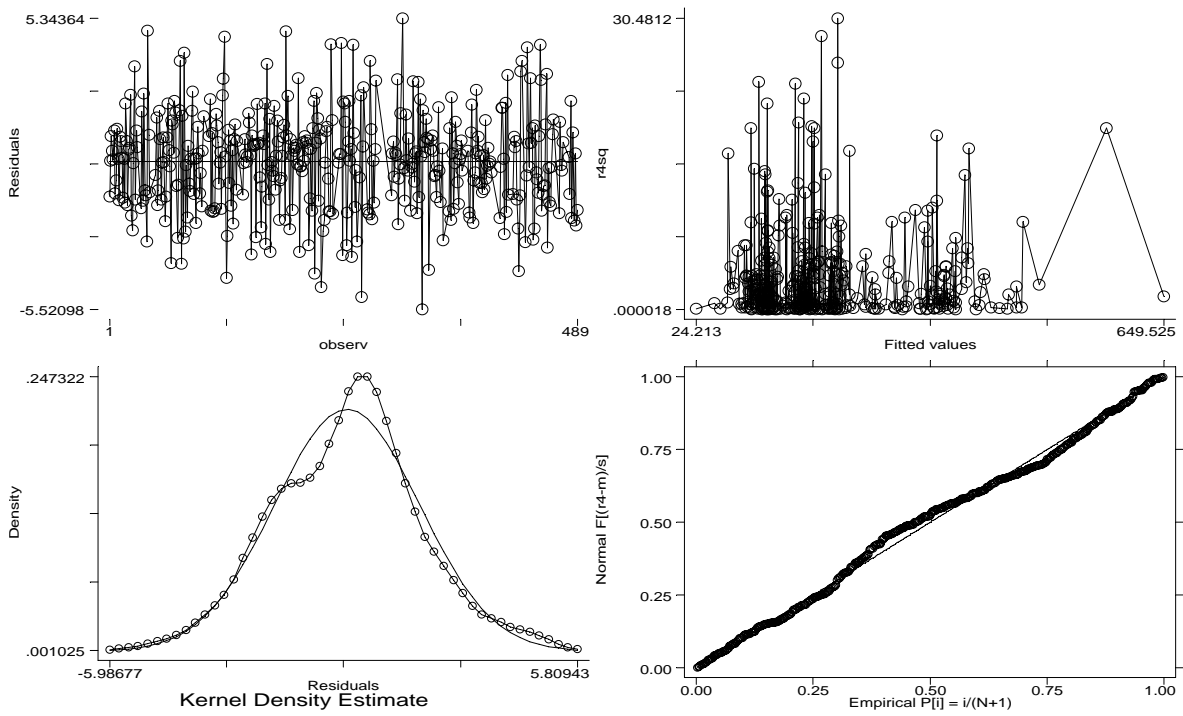 5.34364
Residuals
-5.52098
1
489
observ
30.4812
r4sq
.000018
24.213
649.525
Fitted values
.247322
Density
.001025
-5.98677
5.80943
Residuals
Kernel Density Estimate
1.00
0.75
0.50
0.25
0.00
Normal F[(r4-m)/s]
0.00
0.25
0.50
0.75
1.00
Empirical P[i] = i/(N+1)